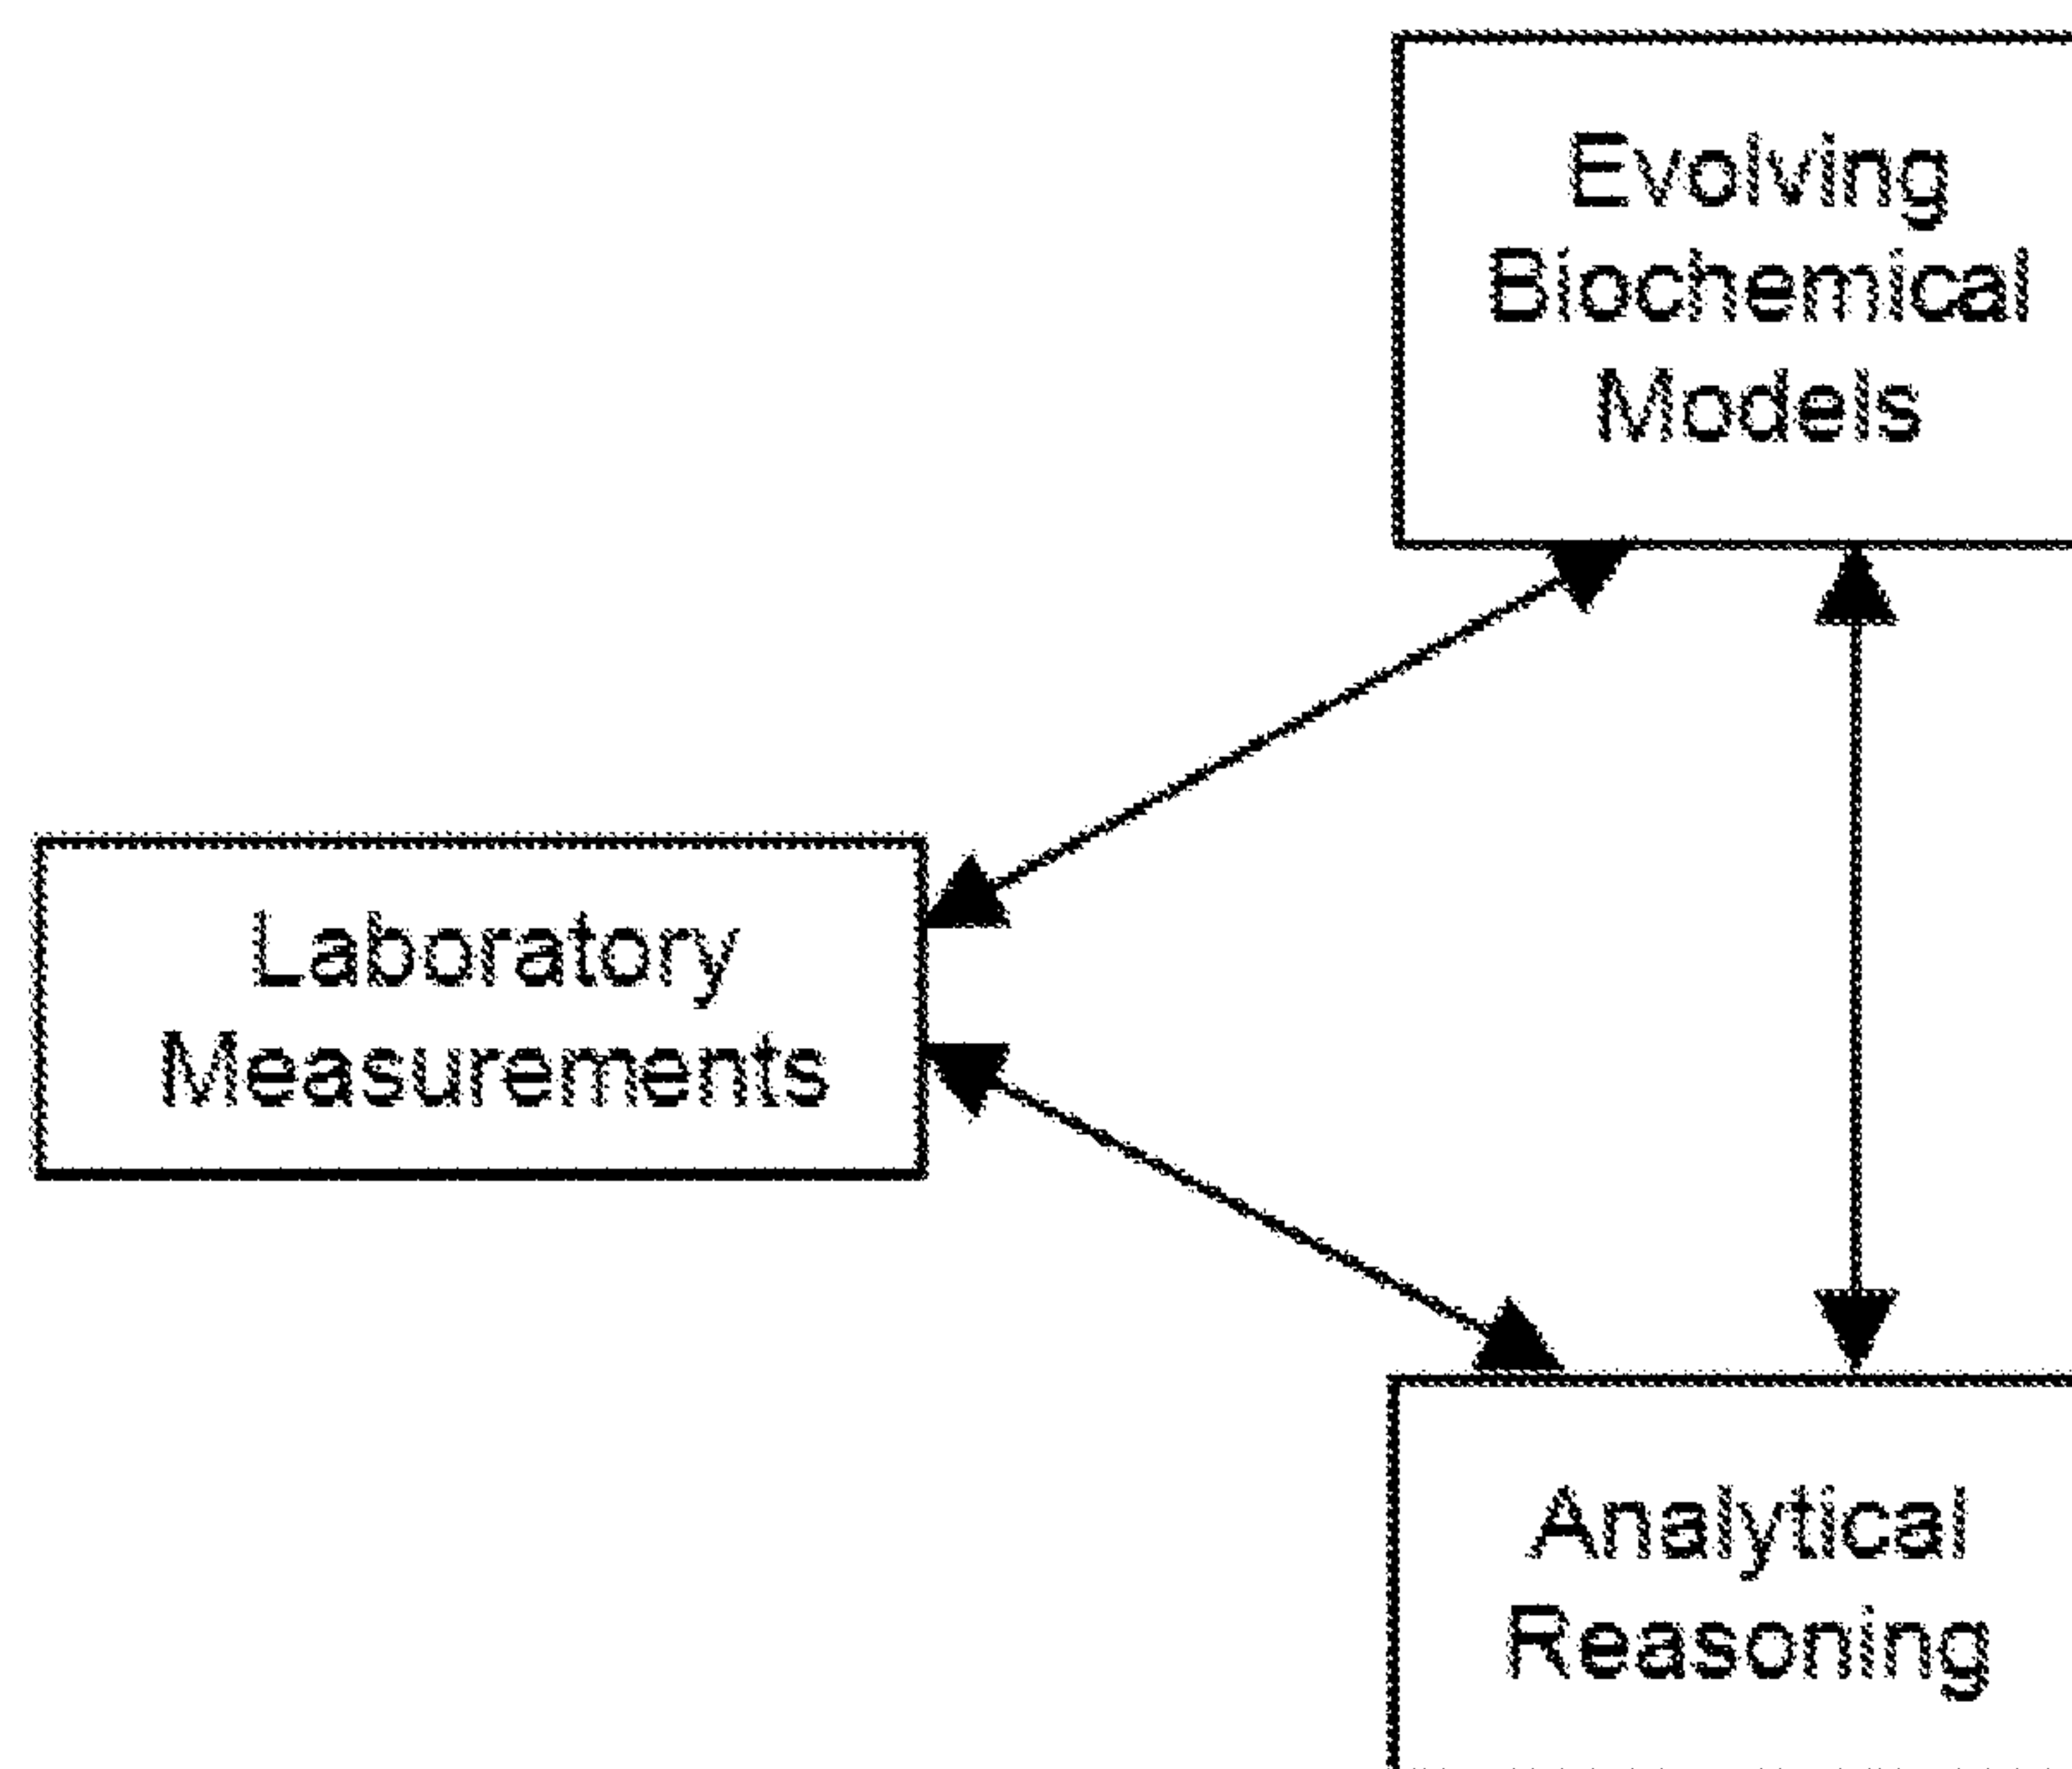 Evolving
Biochemical
Models
Laboratory
Measurements
Analytical
Reasoning